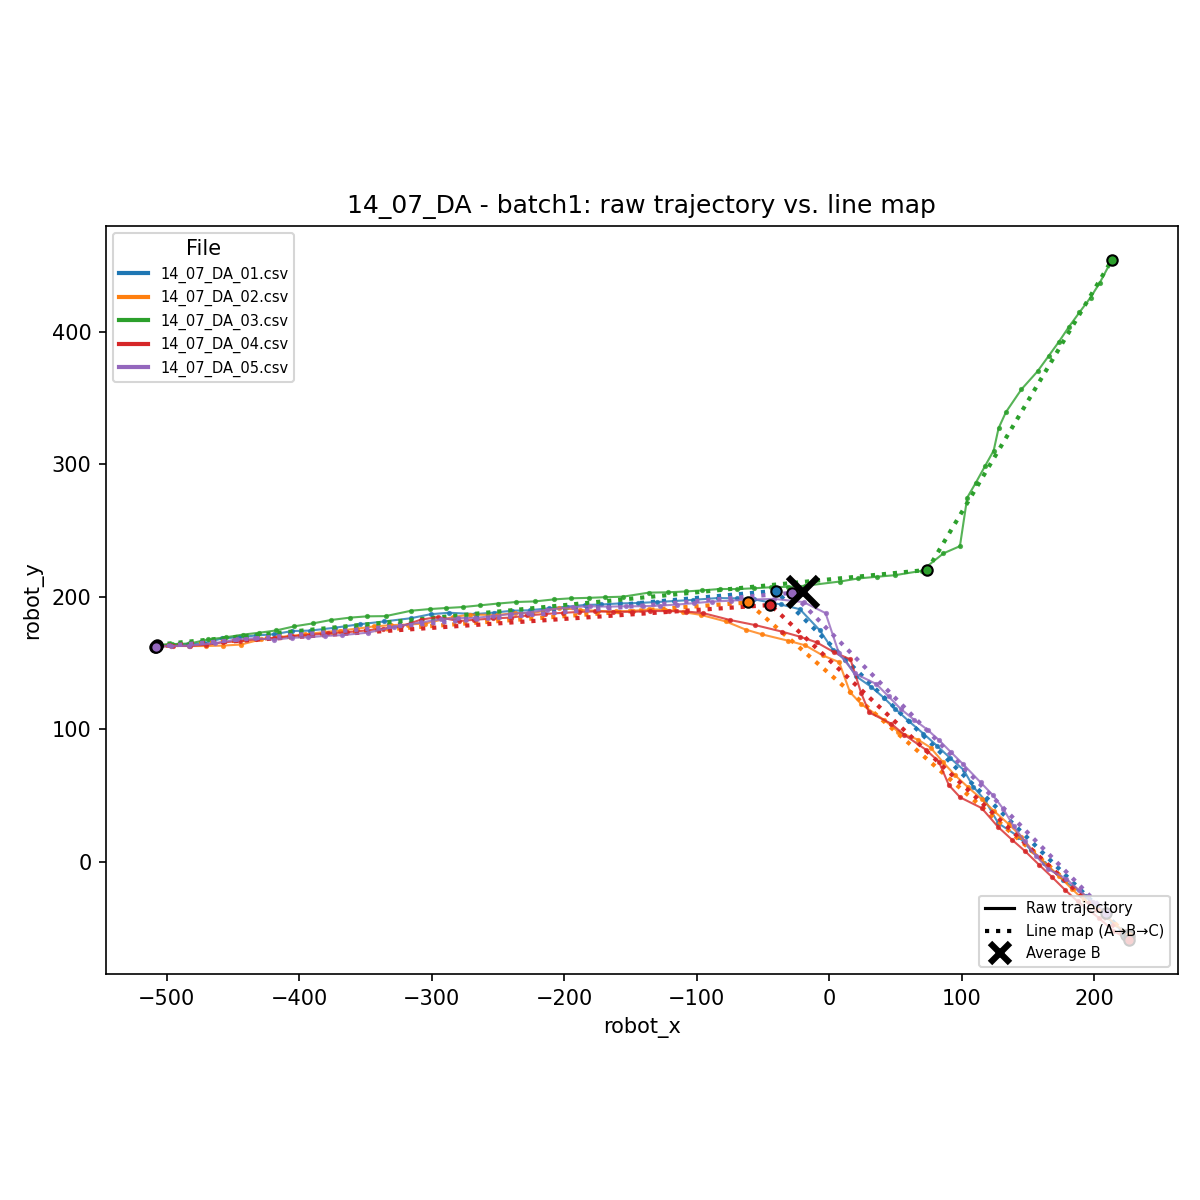 14_07_DA - batch1: raw trajectory vs. line map
File
14_07_DA_01.csv
14_07_DA_02.csv
14_07_DA_03.csv
14_07_DA_04.csv
14_07_DA_05.csv
400
300
200
100
0
robot_y
Raw trajectory
Line map (A→B→C)
Average B
−500 −400 −300 −200 −100 0 100 200
robot_x